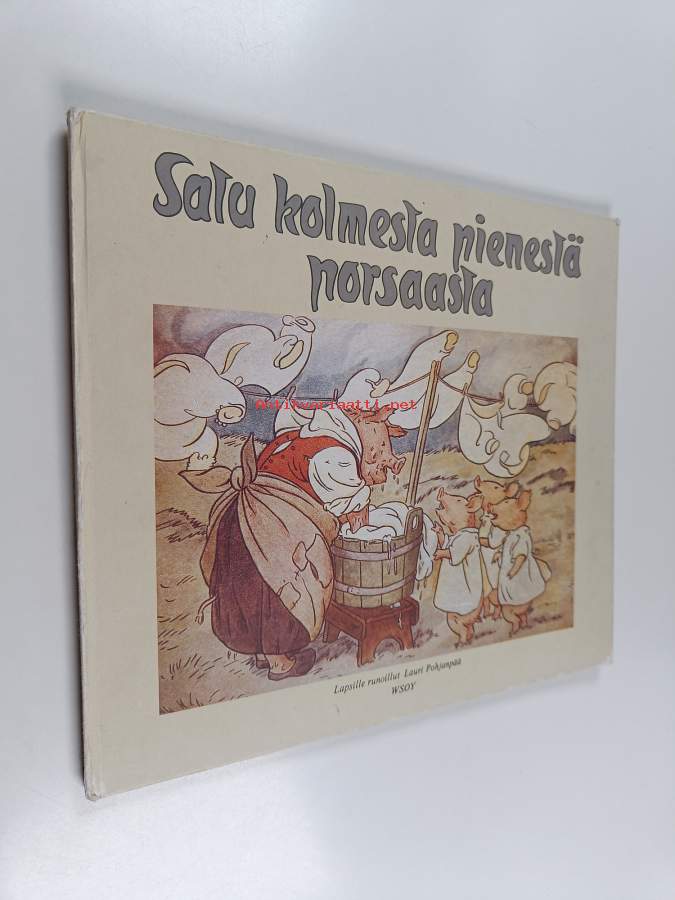 Satu kolmesta pienestä
porsaasta
Antikvariaatti.net
Lapsille runoillut Lauri Pohjanpää
WSOY